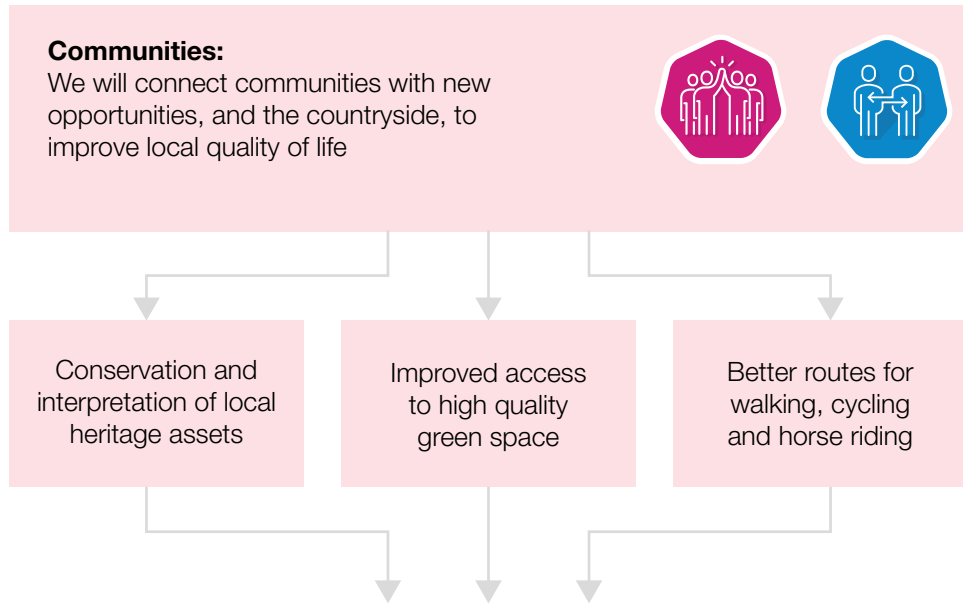 Communities:
We will connect communities with new
opportunities, and the countryside, to
improve local quality of life
Conservation and
interpretation of local
heritage assets
Improved access
to high quality
green space
Better routes for
walking, cycling
and horse riding